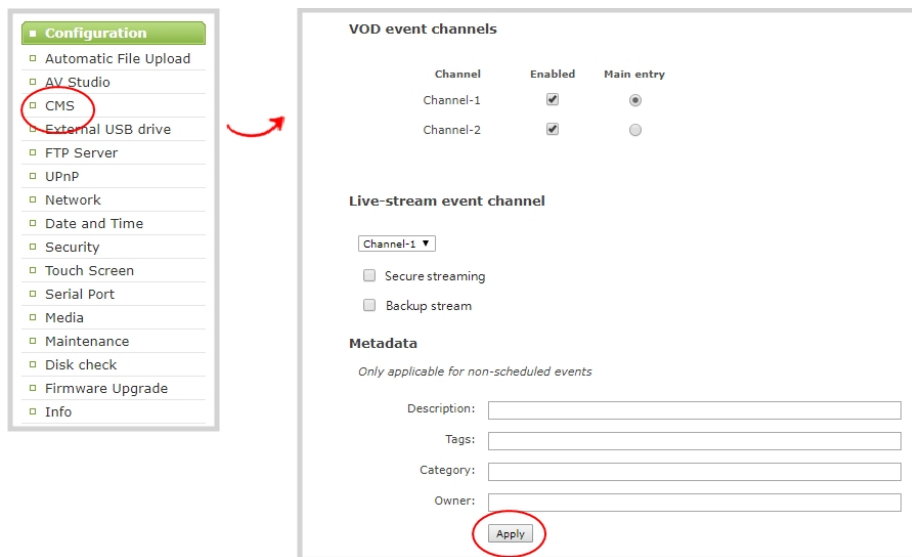 Configuration
Automatic File Upload
AV Studio
CMS
External USB drive
FTP Server
UPnP
Network
Date and Time
Security
Touch Screen
Serial Port
Media
Maintenance
Disk check
Firmware Upgrade
Info
VOD event channels
Channel Enabled Main entry
Channel-1
Channel-2
Live-stream event channel
Channel-1
Secure streaming
Backup stream
Metadata
Only applicable for non-scheduled events
Description:
Tags:
Category:
Owner:
Apply